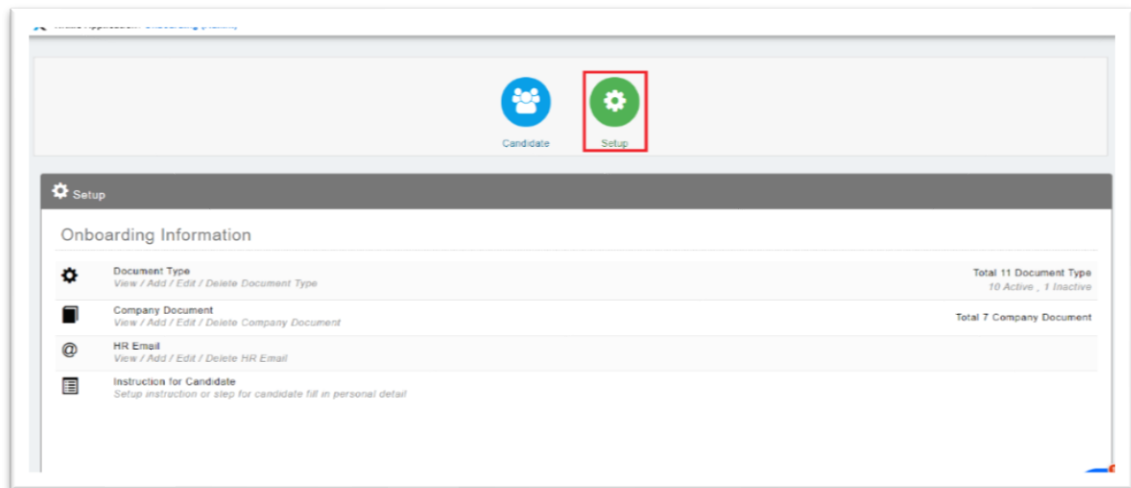 Candidate
Setup
Setup
Onboarding Information
Document Type
View / Add / Edit / Delete Document Type
Total 11 Document Type
10 Active , 1 Inactive
Company Document
View / Add / Edit / Delete Company Document
Total 7 Company Document
@ HR Email
View / Add / Edit / Delete HR Email
Instruction for Candidate
Setup instruction or step for candidate fill in personal detail